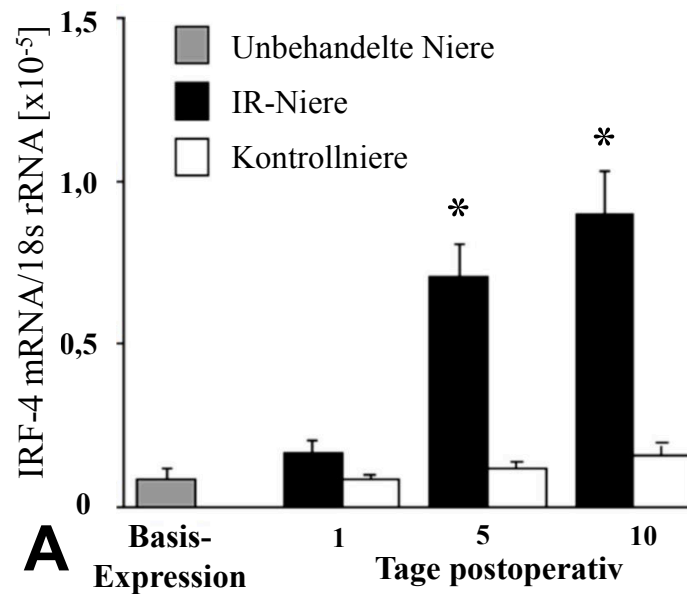 IRF-4 mRNA/18s rRNA [x10⁻⁵]
1,5
1,0
0,5
0
Unbehandelte Niere
IR-Niere
Kontrollniere
*
*
A
Basis-
Expression
1
5
10
Tage postoperativ